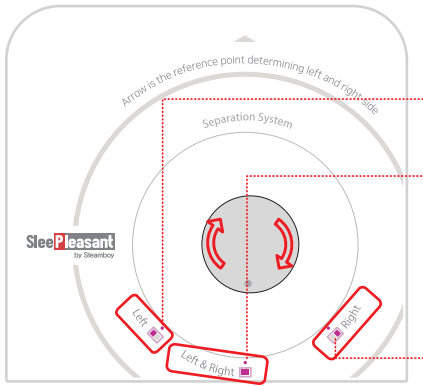 Arrow is the reference point determining left and right side
Separation System
SleePleasant
by Steamboy
Left
Right
Left & Right